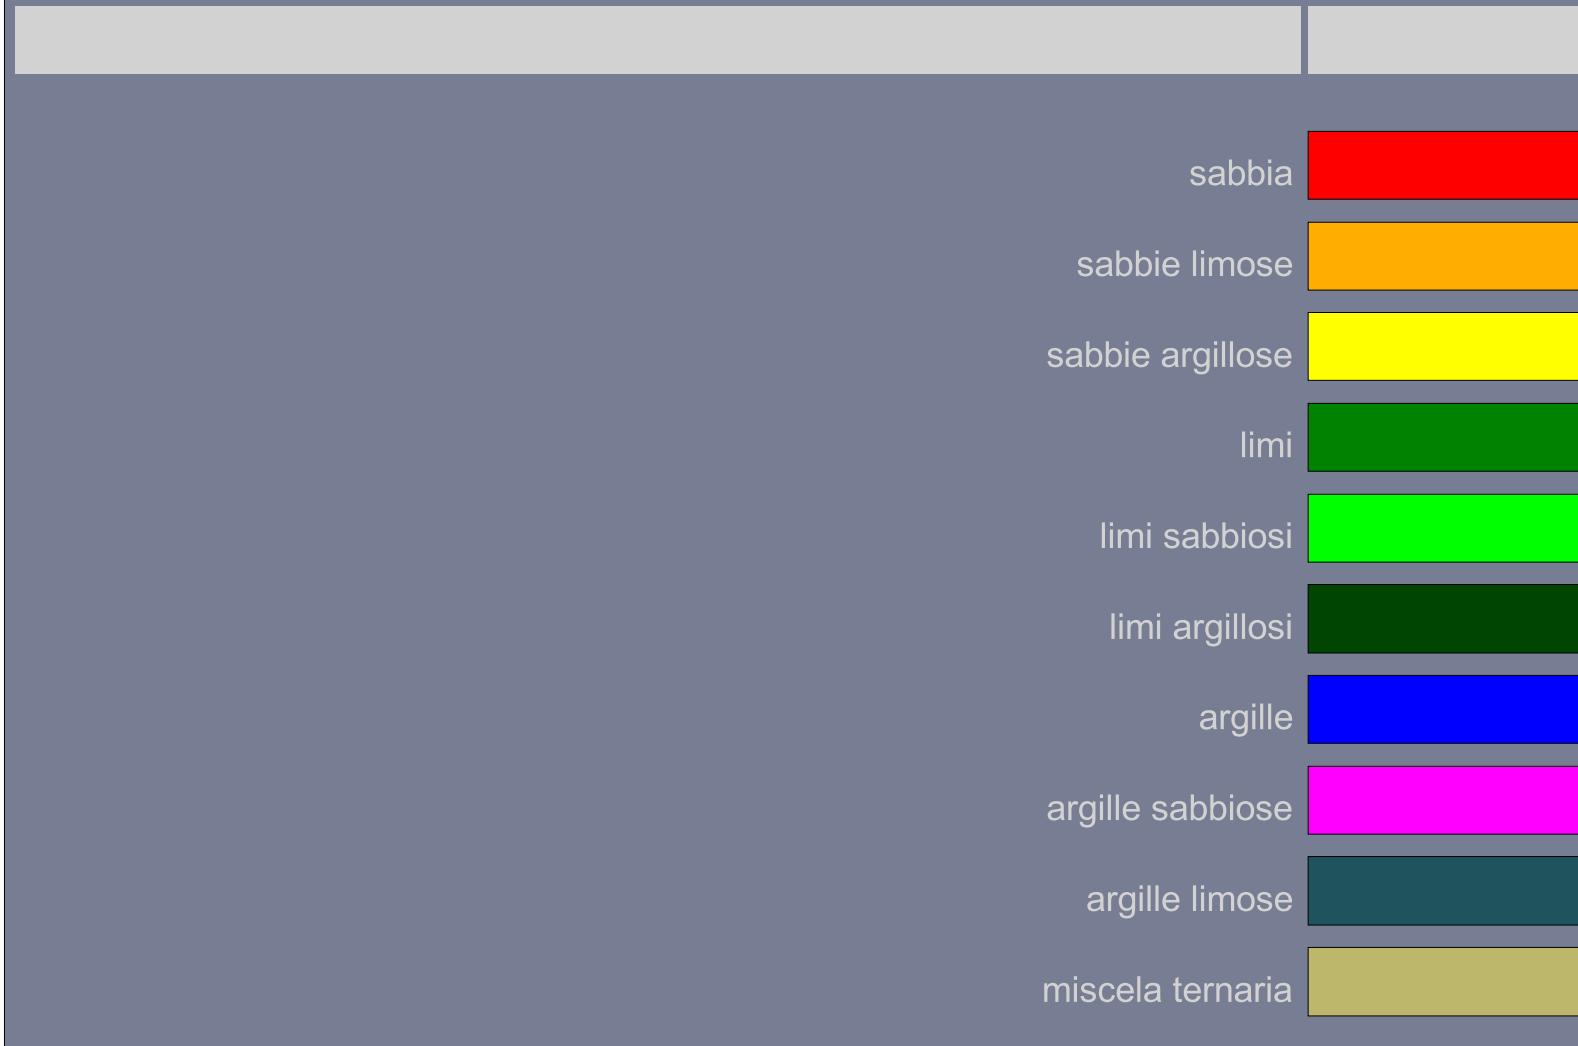 sabbia
sabbie limose
sabbie argillose
limi
limi sabbiosi
limi argillosi
argille
argille sabbiose
argille limose
miscela ternaria